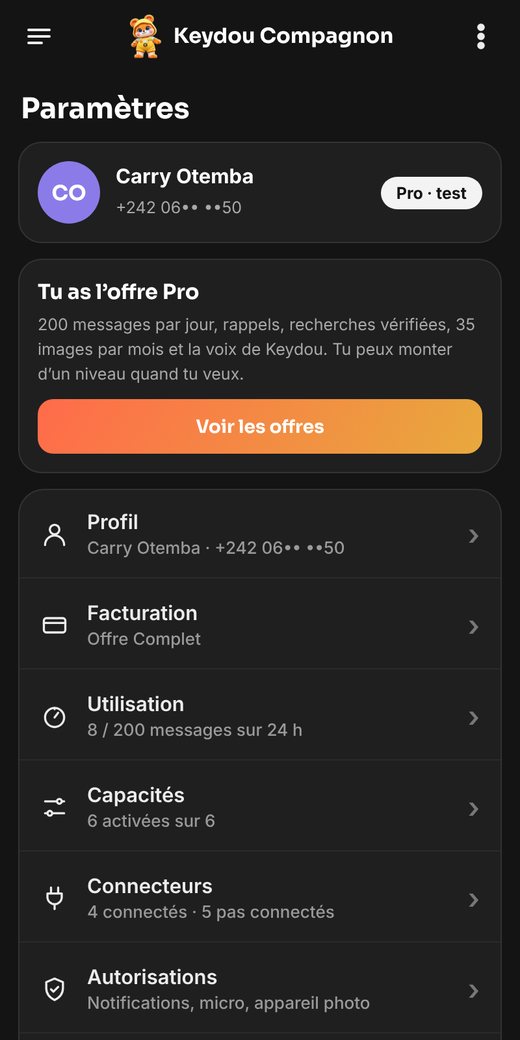 Keydou Compagnon
Paramètres
CO
Carry Otemba
+242 06•• ••50
Pro · test
Tu as l’offre Pro
200 messages par jour, rappels, recherches vérifiées, 35
images par mois et la voix de Keydou. Tu peux monter
d’un niveau quand tu veux.
Voir les offres
Profil
Carry Otemba · +242 06•• ••50
Facturation
Offre Complet
Utilisation
8 / 200 messages sur 24 h
Capacités
6 activées sur 6
Connecteurs
4 connectés · 5 pas connectés
Autorisations
Notifications, micro, appareil photo